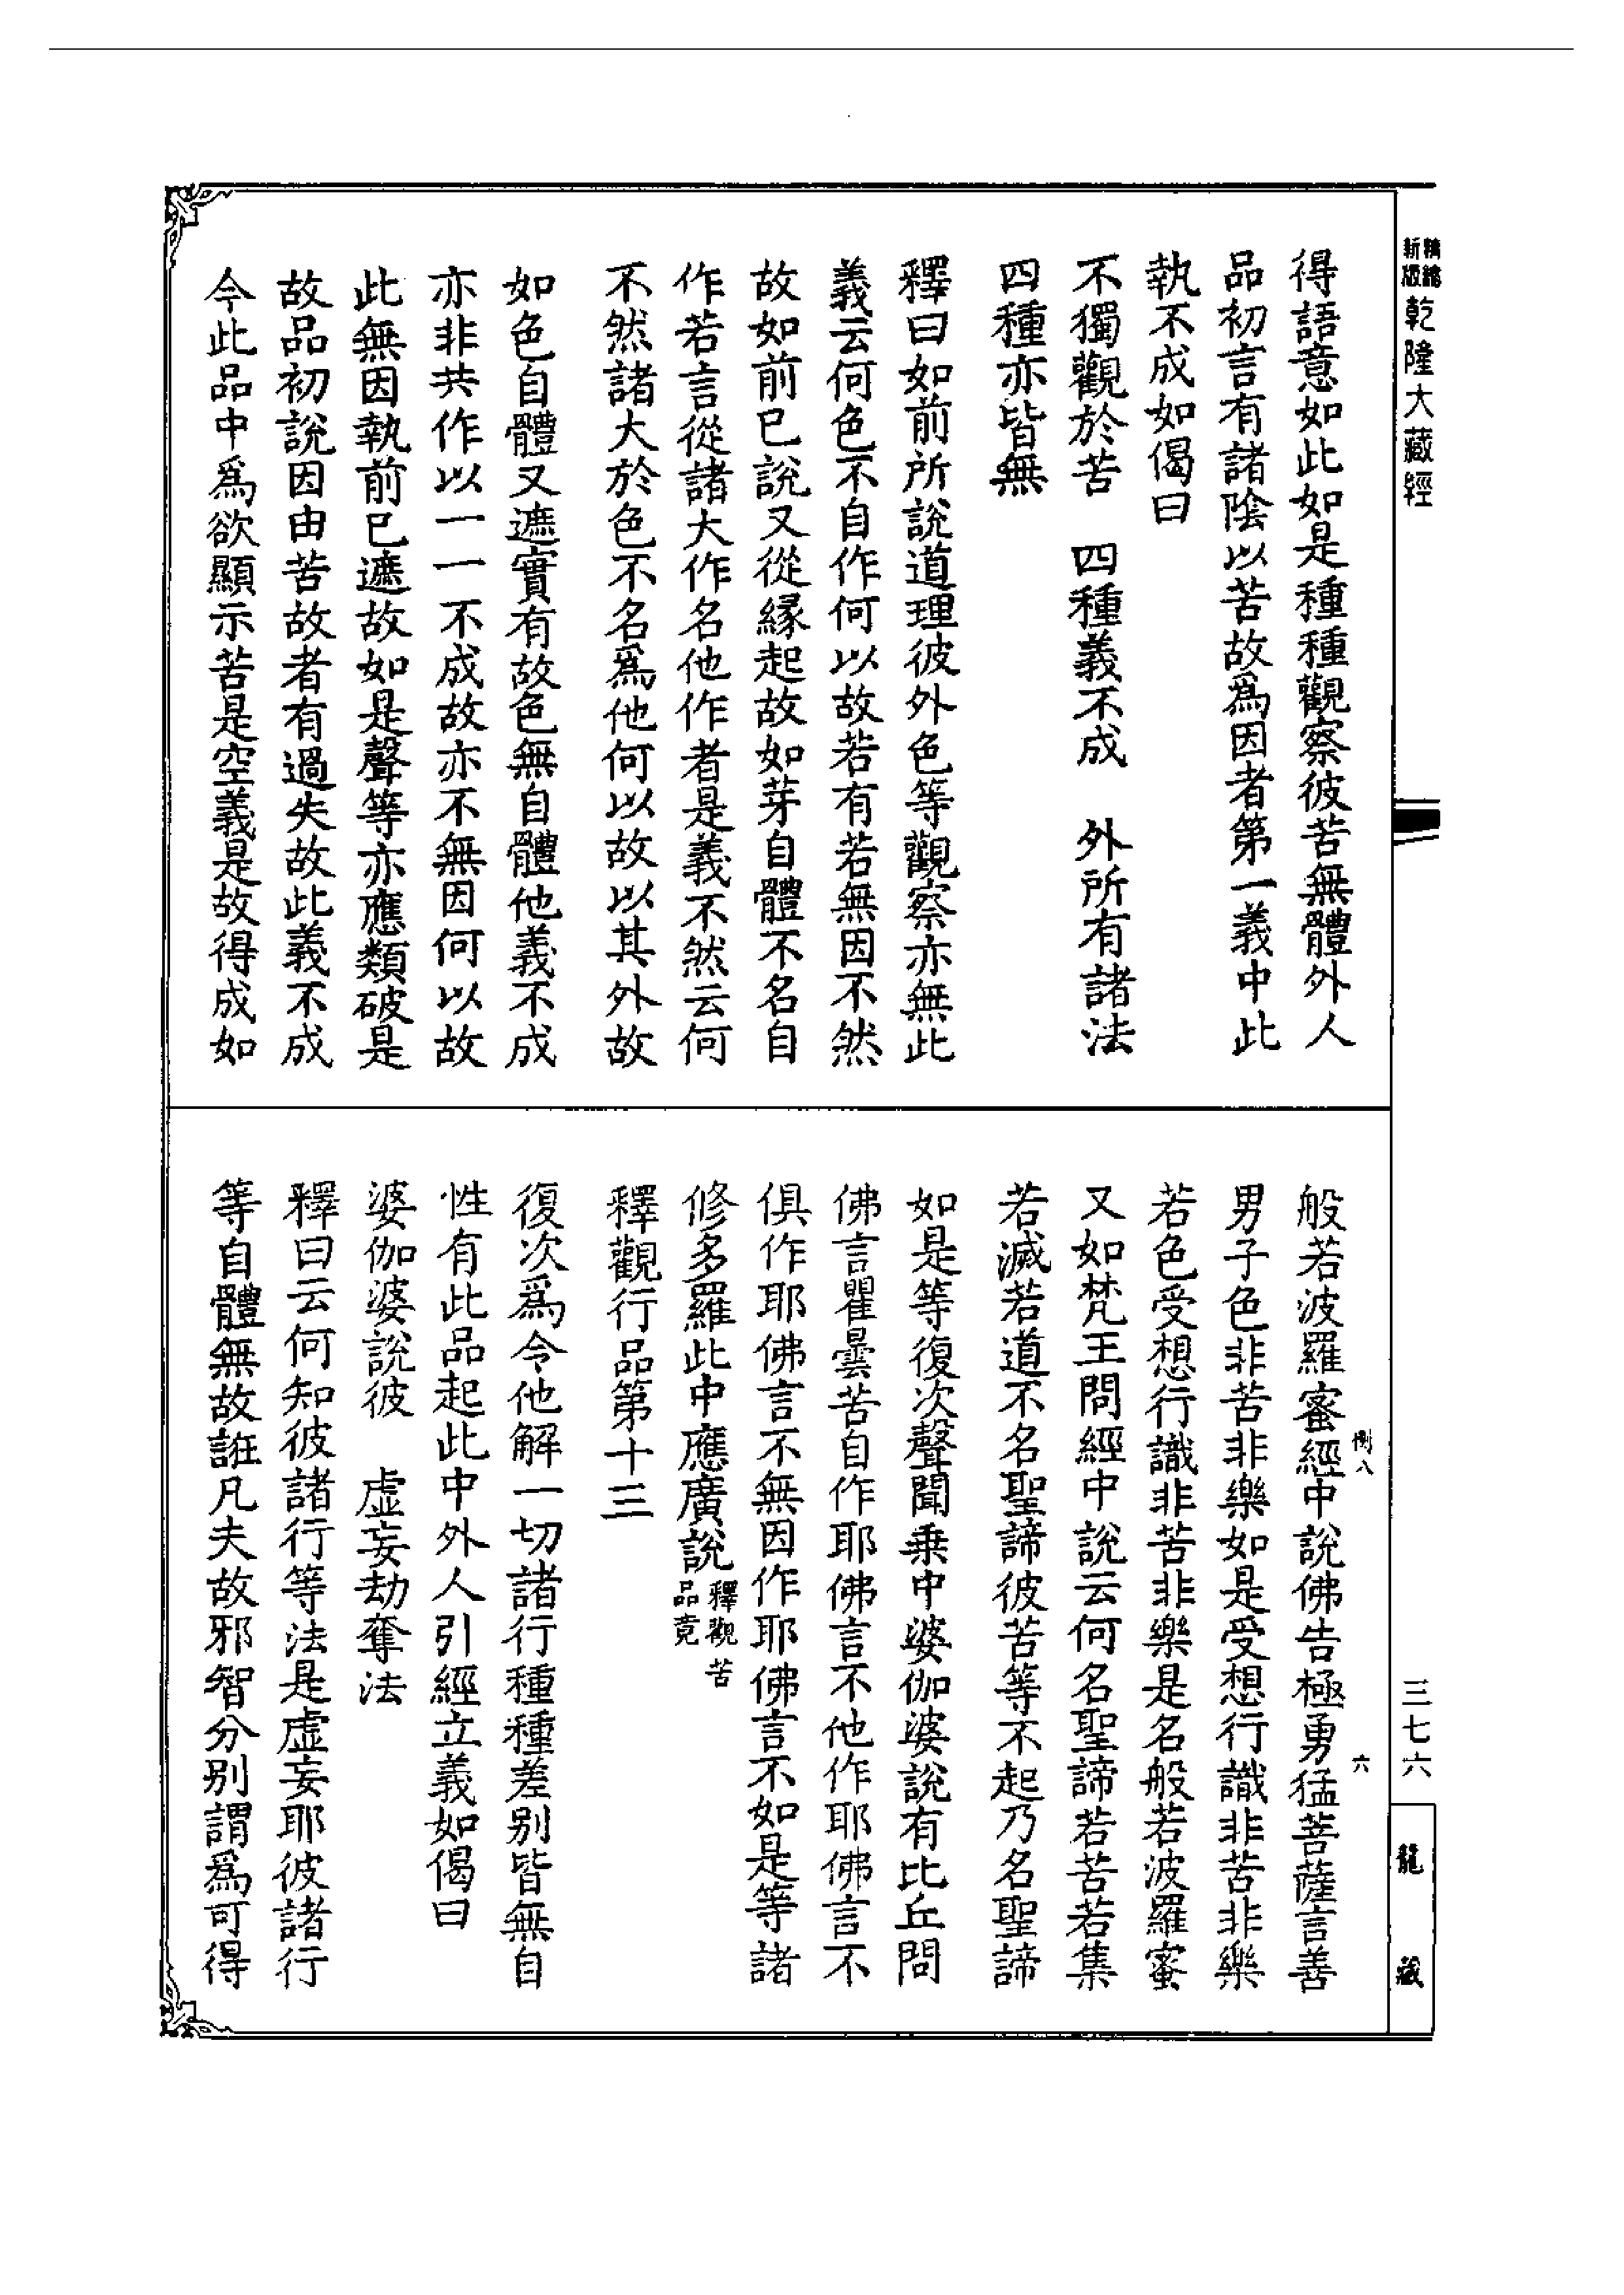 新編縮版乾隆大藏經
得語意如此如是種種觀察彼苦無體外人
品初言有諸陰以苦故爲因者第一義中此
執不成如偈曰
不獨觀於苦　四種義不成　外所有諸法
四種亦皆無
釋曰如前所說道理彼外色等觀察亦無此
義云何色不自作何以故若有若無因不然
故如前已說又從緣起故如芽自體不名自
作若言從諸大作名他作者是義不然云何
不然諸大於色不名爲他何以故以其外故
如色自體又遮實有故色無自體他義不成
亦非共作以一一不成故亦不無因何以故
此無因執前已遮故如是聲等亦應類破是
故品初說因由苦故者有過失故此義不成
今此品中爲欲顯示苦是空義是故得成如
般若波羅蜜經中說佛告極勇猛菩薩言善
男子色非苦非樂如是受想行識非苦非樂
若色受想行識非苦非樂是名般若波羅蜜
又如梵王問經中說云何名聖諦若苦若集
若滅若道不名聖諦彼苦等不起乃名聖諦
如是等復次聲聞乘中婆伽婆說有比丘問
佛言瞿曇苦自作耶佛言不他作耶佛言不
俱作耶佛言不無因作耶佛言不如是等諸
修多羅此中應廣說釋觀苦品竟
釋觀行品第十三
復次爲令他解一切諸行種種差別皆無自
性有此品起此中外人引經立義如偈曰
婆伽婆說彼　虛妄劫奪法
釋曰云何知彼諸行等法是虛妄耶彼諸行
等自體無故誑凡夫故邪智分別謂爲可得
六
三七六
龍藏